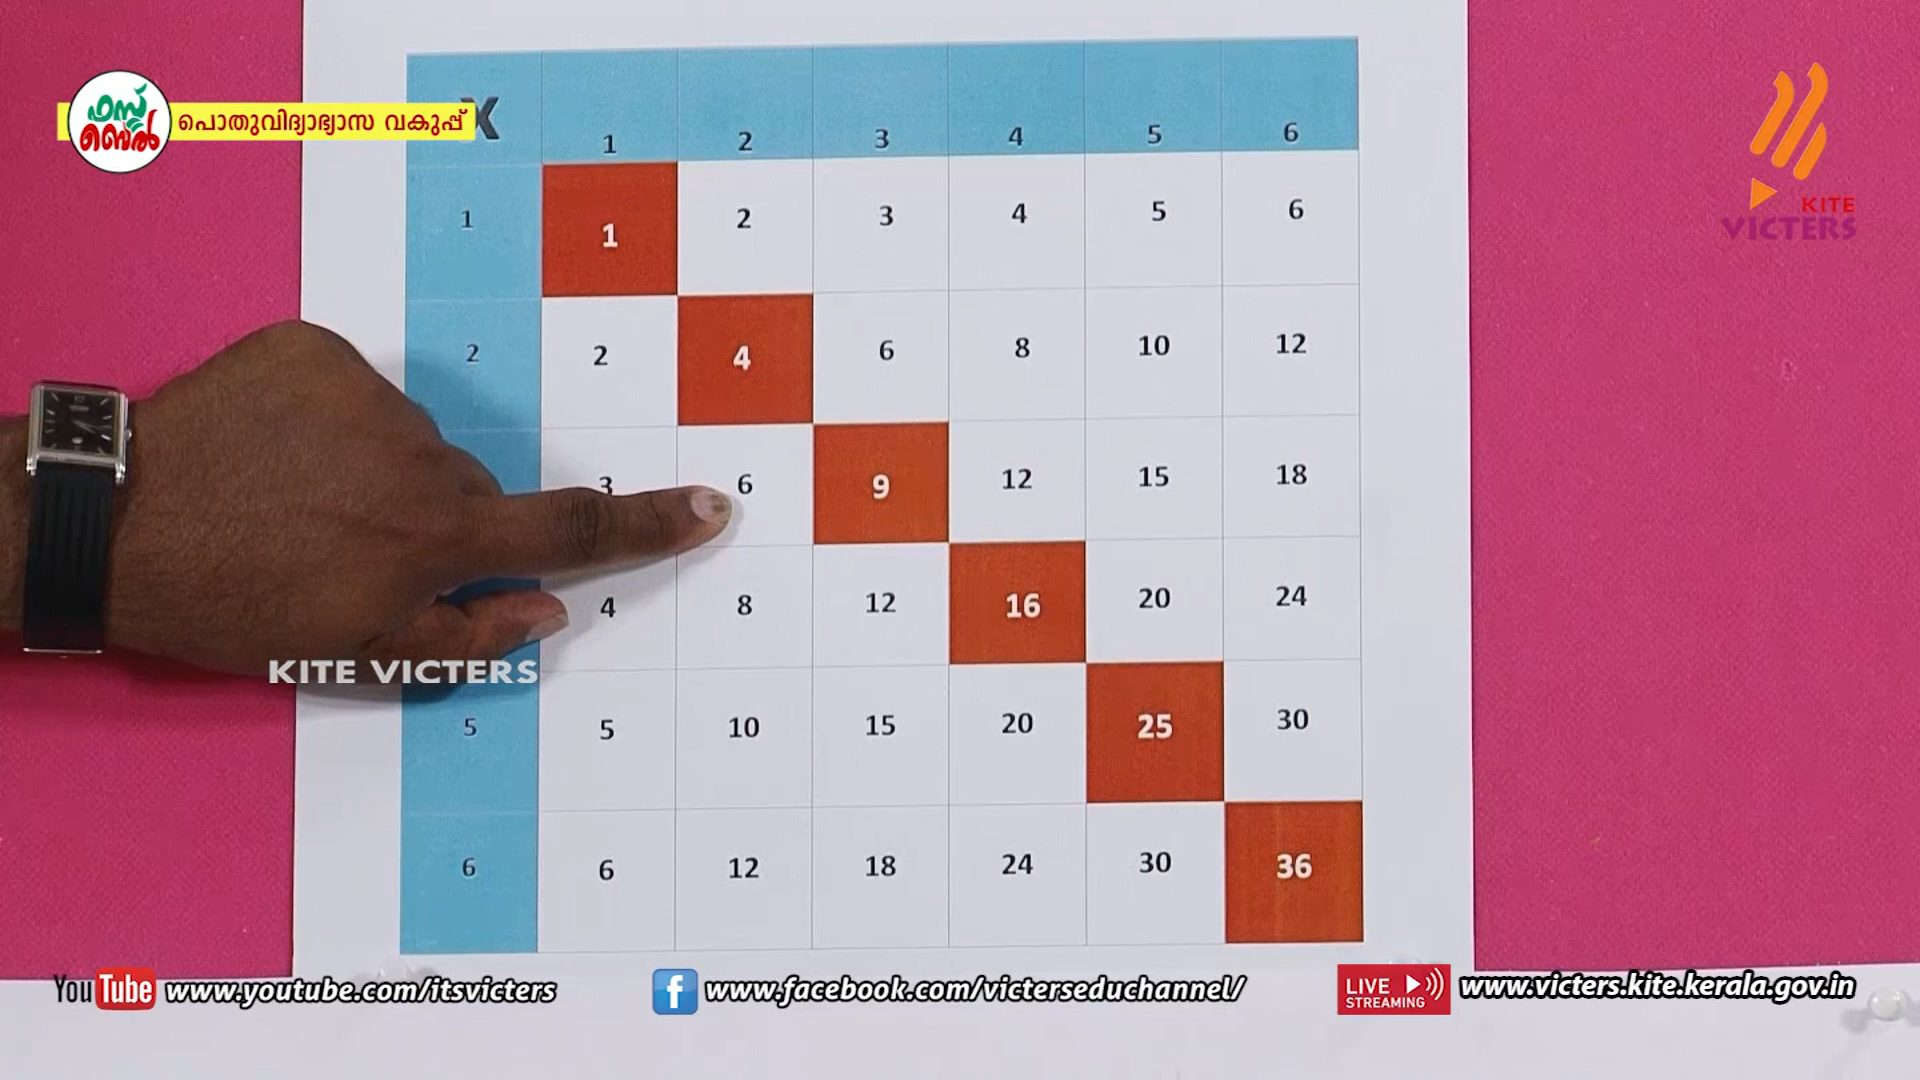 ഫസ്റ്റ്
ബെൽ
പൊതുവിദ്യാഭ്യാസ വകുപ്പ്
X 1 2 3 4 5 6
1 1 2 3 4 5 6
2 2 4 6 8 10 12
3 6 9 12 15 18
4 8 12 16 20 24
5 5 10 15 20 25 30
6 6 12 18 24 30 36
KITE
VICTERS
KITE VICTERS
YouTube www.youtube.com/itsvicters
f www.facebook.com/victerseduchannel/
LIVE
STREAMING
www.victers.kite.kerala.gov.in